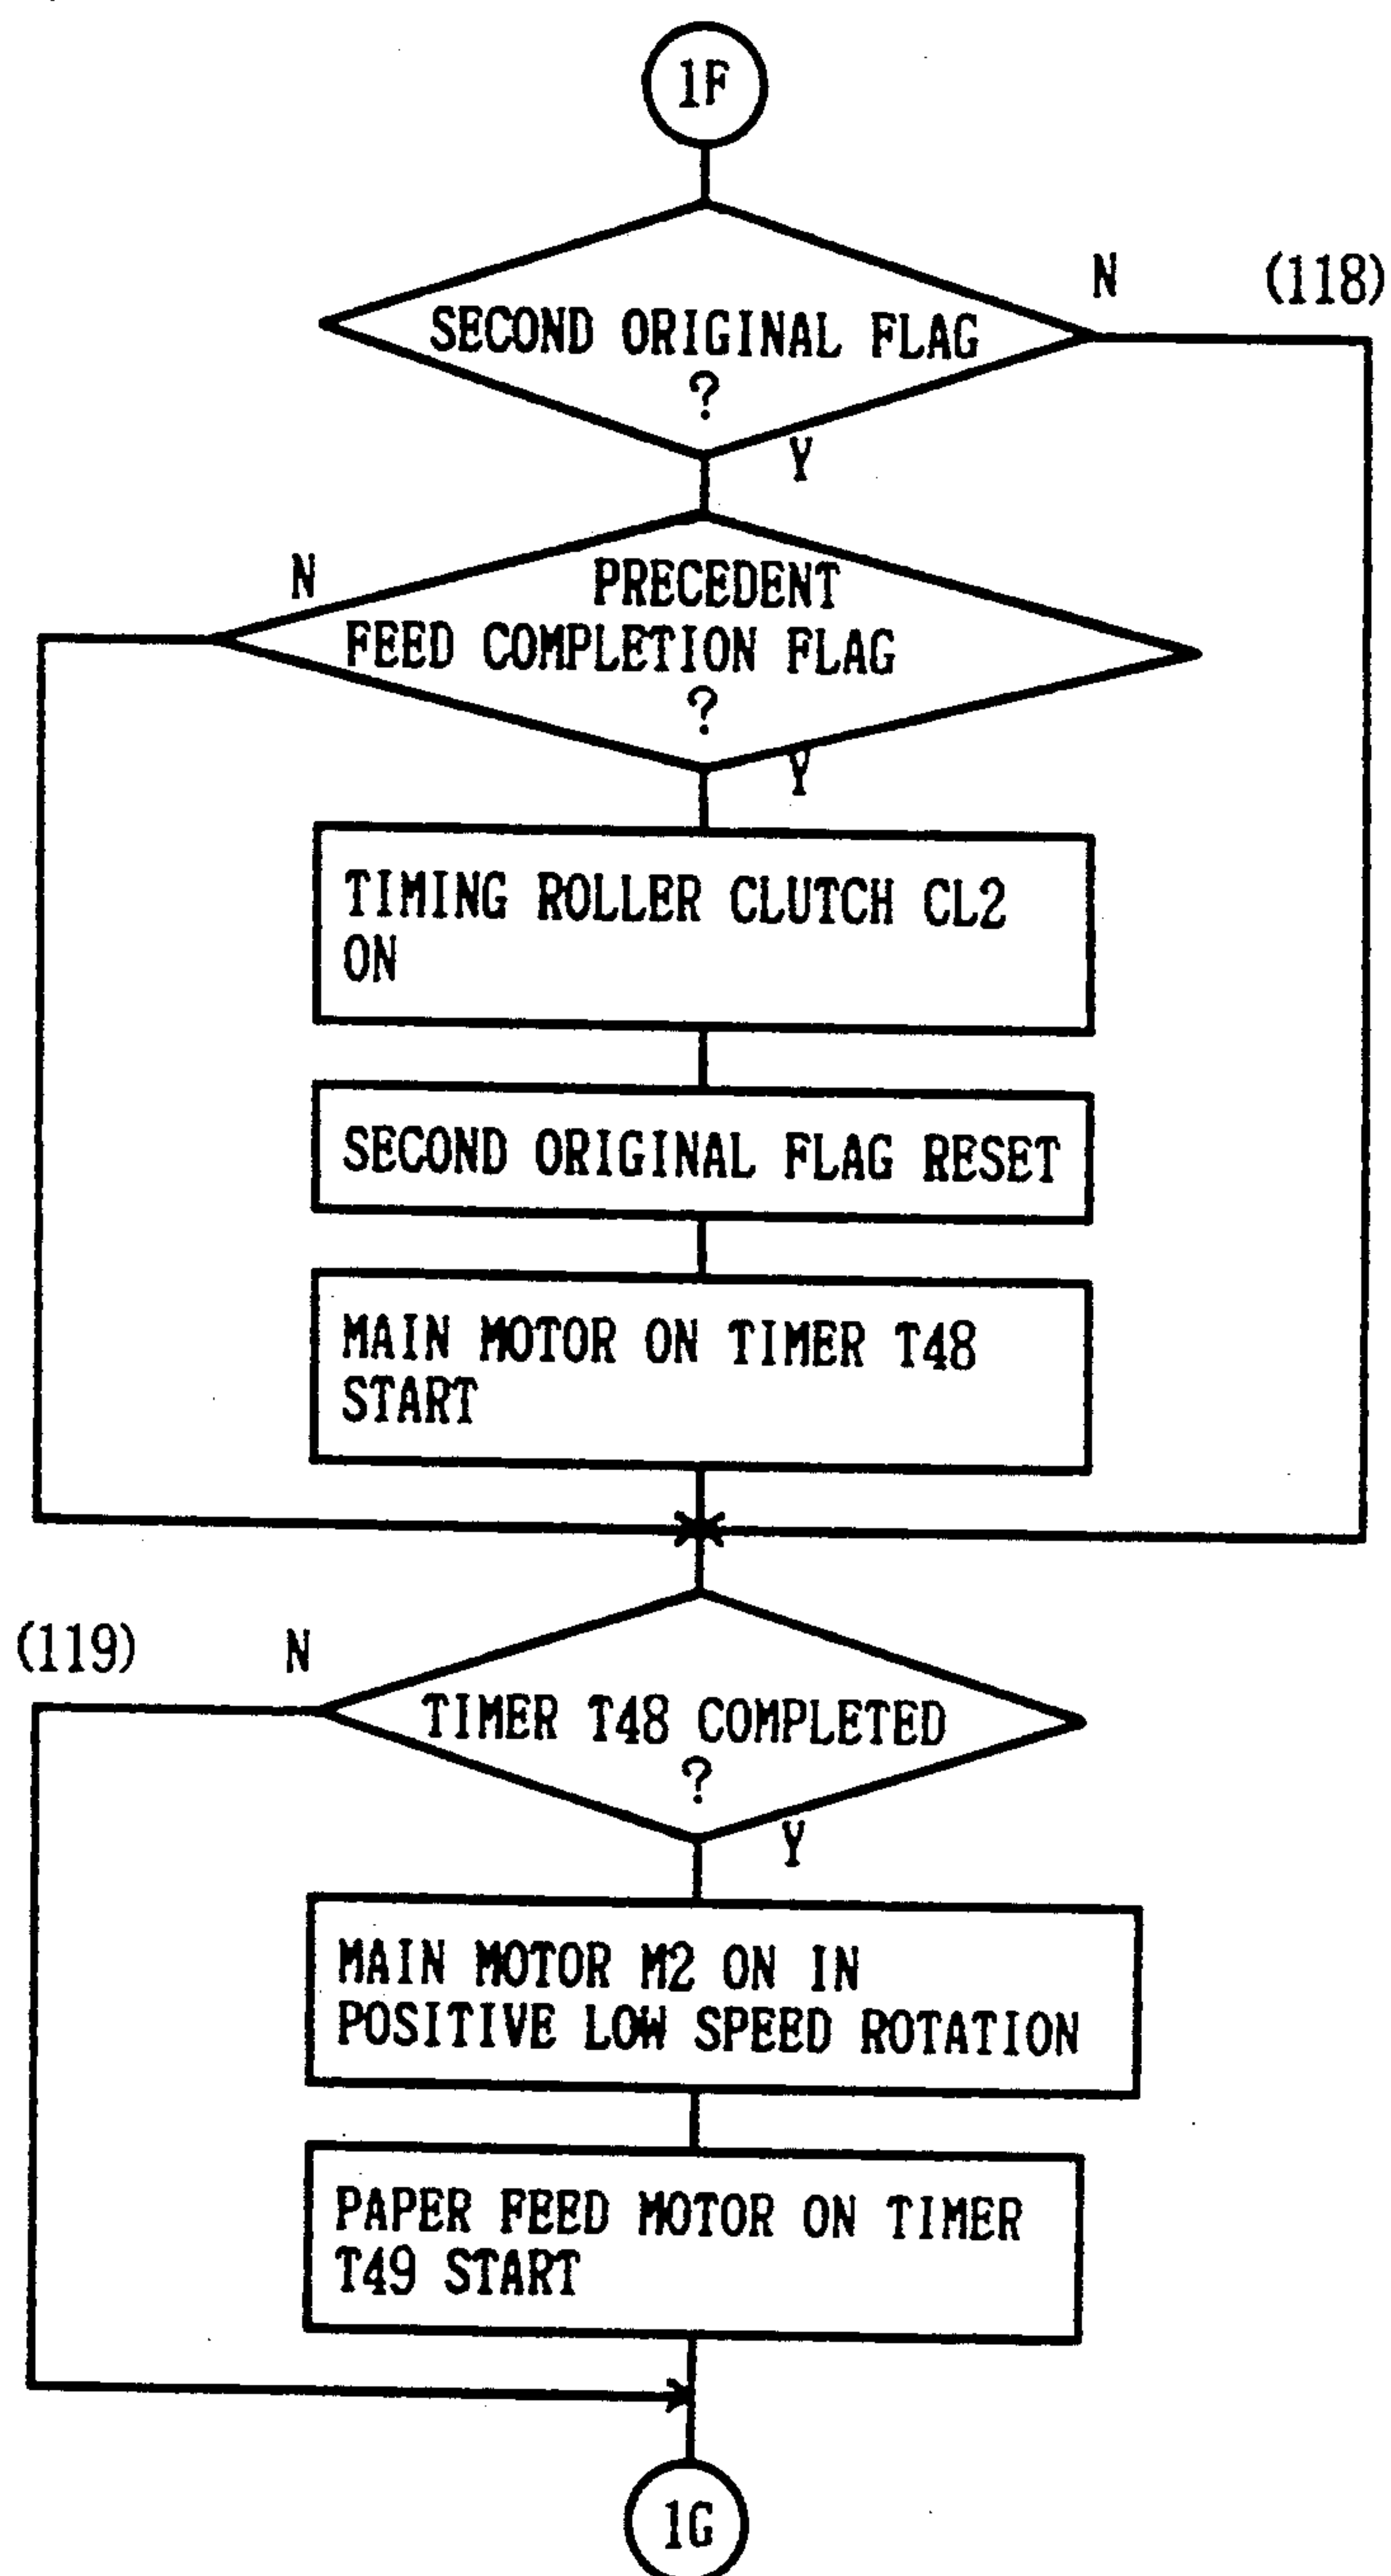 1F
N (118)
SECOND ORIGINAL FLAG
?
Y
N
PRECEDENT
FEED COMPLETION FLAG
?
Y
TIMING ROLLER CLUTCH CL2
ON
SECOND ORIGINAL FLAG RESET
MAIN MOTOR ON TIMER T48
START
(119) N
TIMER T48 COMPLETED
?
Y
MAIN MOTOR M2 ON IN
POSITIVE LOW SPEED ROTATION
PAPER FEED MOTOR ON TIMER
T49 START
1G